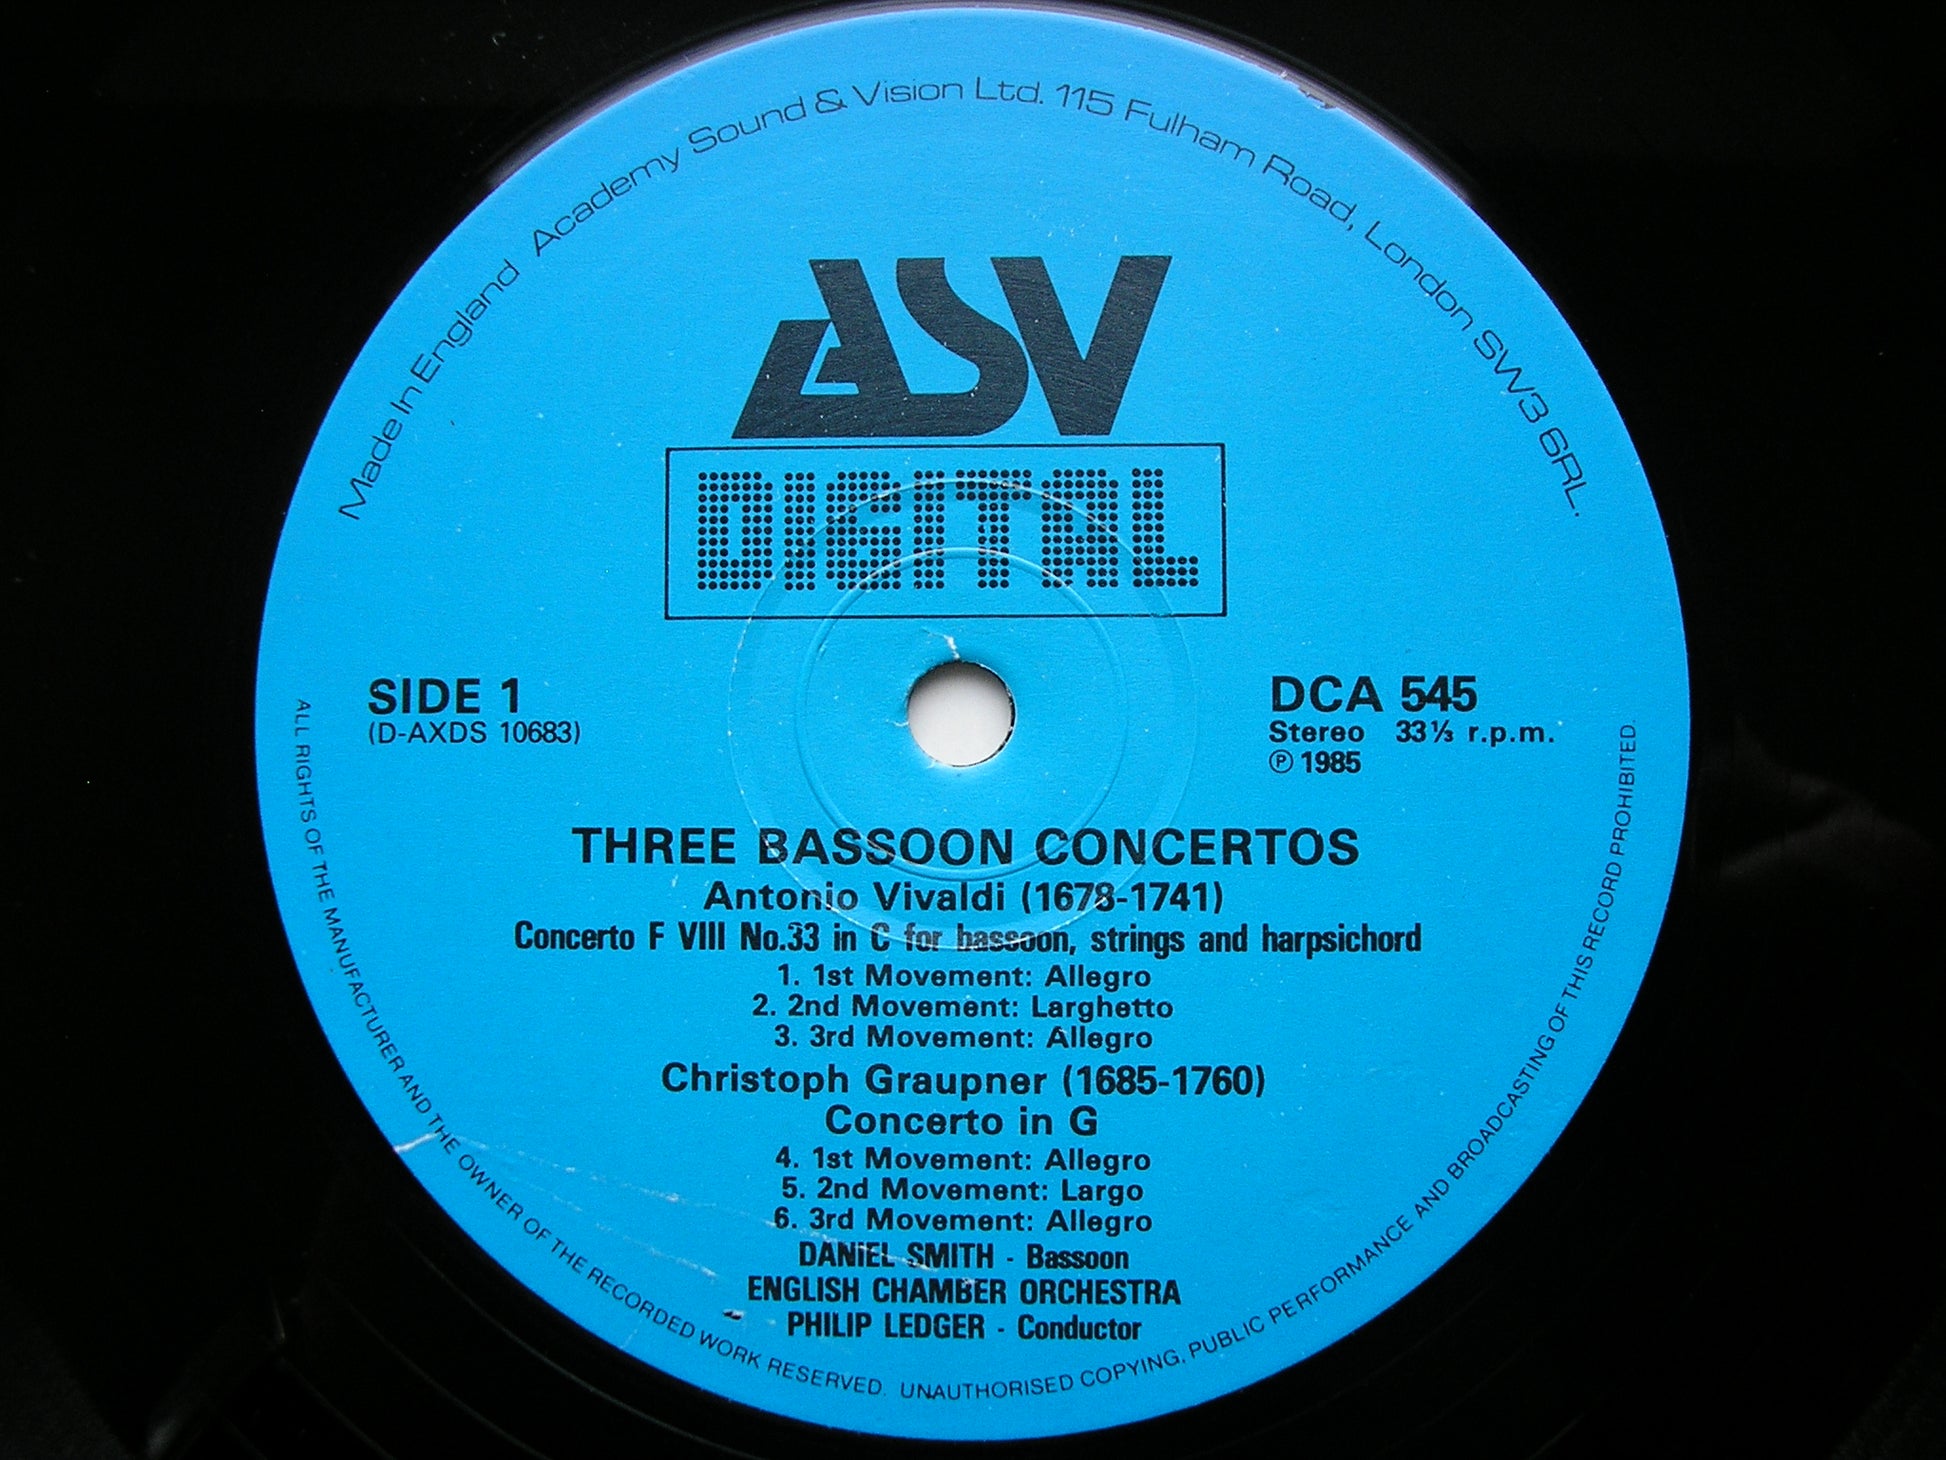 Made In England Academy Sound & Vision Ltd. 115 Fulham Road, London SW3 6RL.
ASV
DIGITAL
SIDE 1
(D-AXDS 10683)
DCA 545
Stereo 33⅓ r.p.m.
℗ 1985
THREE BASSOON CONCERTOS
Antonio Vivaldi (1678-1741)
Concerto F VIII No.33 in C for bassoon, strings and harpsichord
1. 1st Movement: Allegro
2. 2nd Movement: Larghetto
3. 3rd Movement: Allegro
Christoph Graupner (1685-1760)
Concerto in G
4. 1st Movement: Allegro
5. 2nd Movement: Largo
6. 3rd Movement: Allegro
DANIEL SMITH - Bassoon
ENGLISH CHAMBER ORCHESTRA
PHILIP LEDGER - Conductor
ALL RIGHTS OF THE MANUFACTURER AND THE OWNER OF THE RECORDED WORK RESERVED. UNAUTHORISED COPYING, PUBLIC PERFORMANCE AND BROADCASTING OF THIS RECORD PROHIBITED.